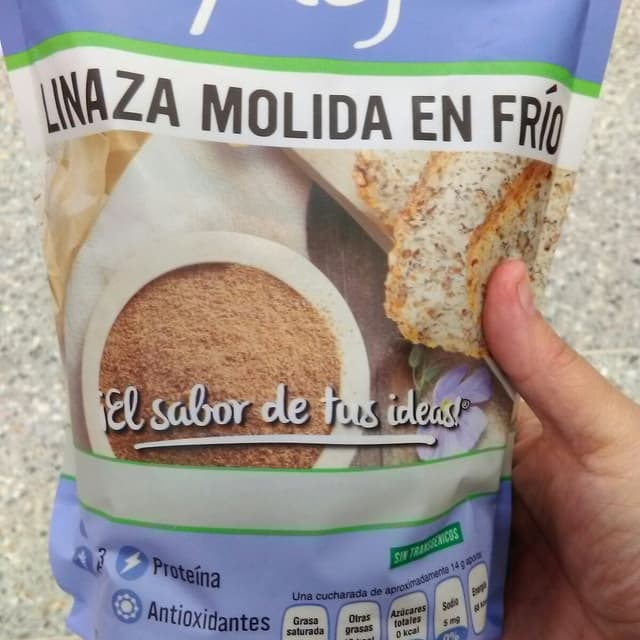 LINAZA MOLIDA EN FRÍO
¡El sabor de tus ideas!®
SIN TRANSGÉNICOS
3
Proteína
Antioxidantes
Una cucharada de aproximadamente 14 g aporta:
Grasa saturada
Otras grasas
Azúcares totales
0 kcal
Sodio
5 mg
Energía